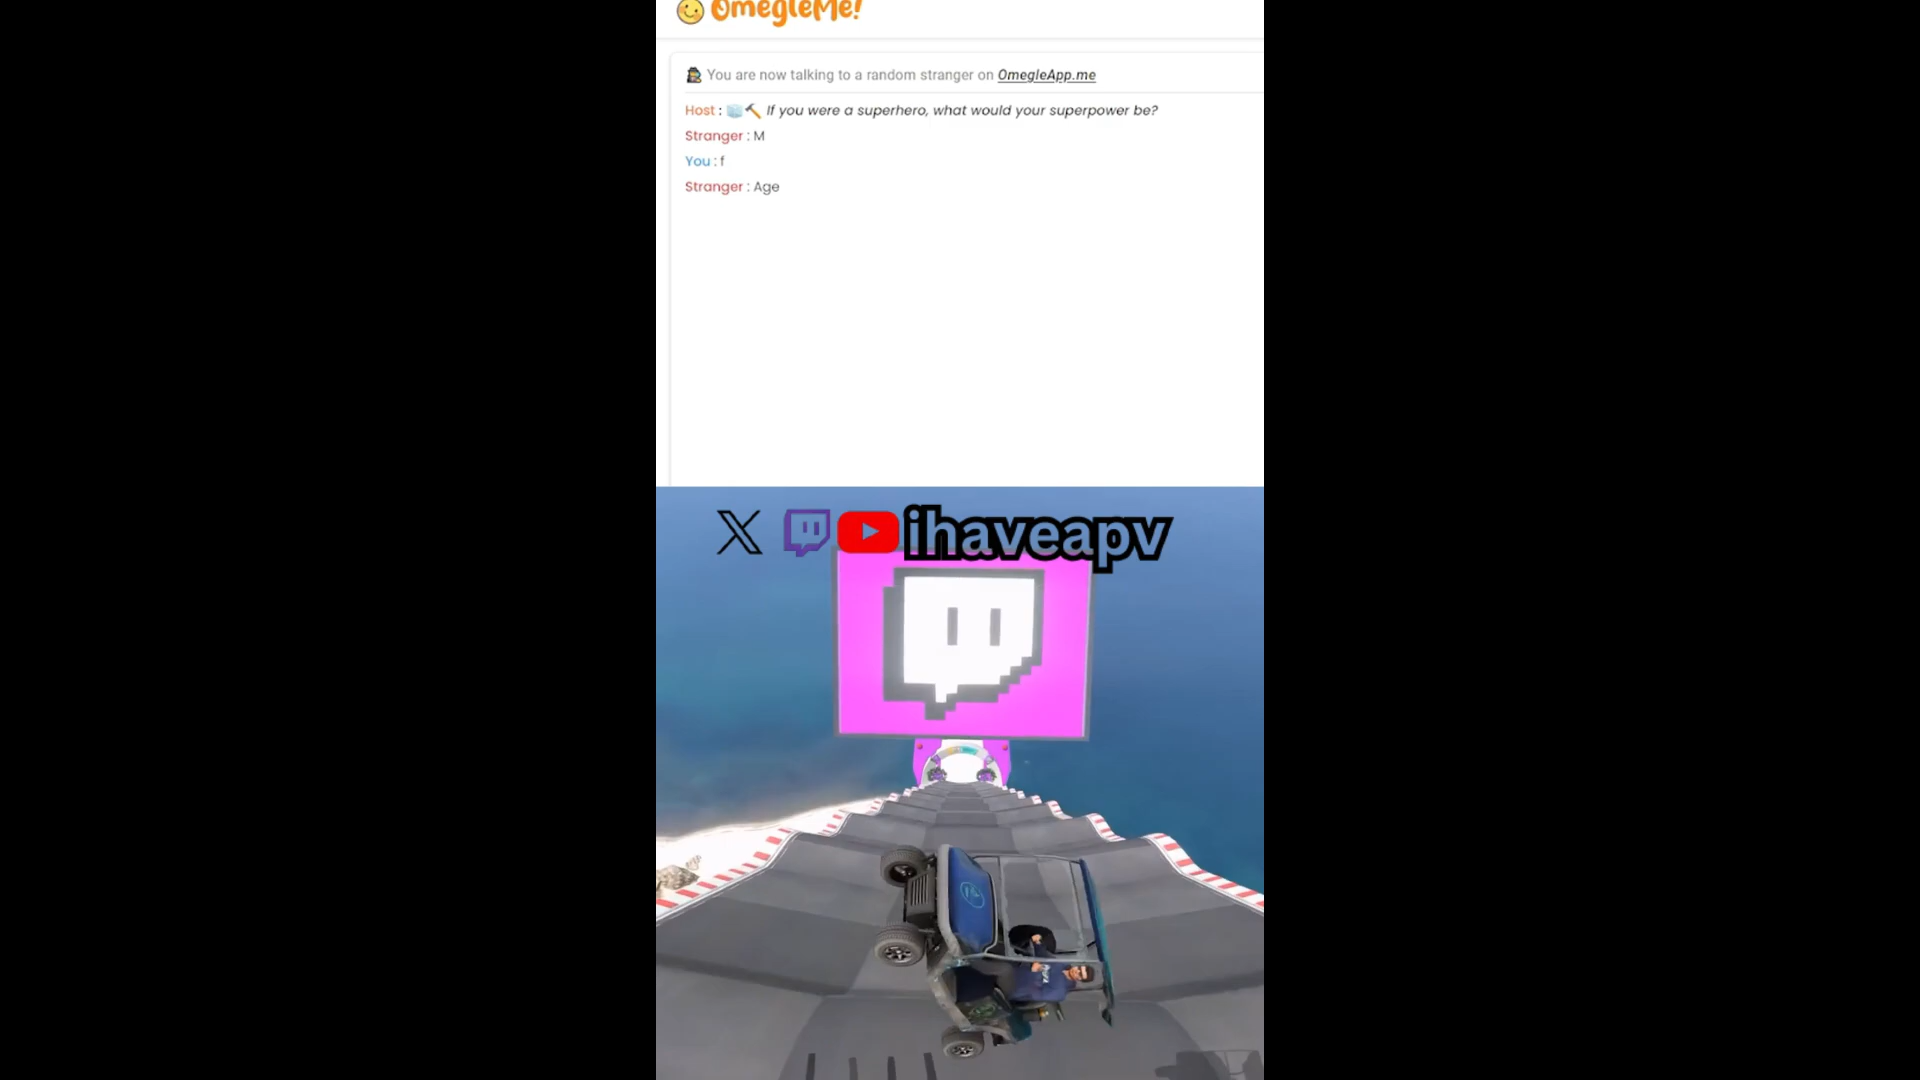 OmegleMe!
You are now talking to a random stranger on OmegleApp.me
Host : If you were a superhero, what would your superpower be?
Stranger : M
You : f
Stranger : Age
ihaveapv